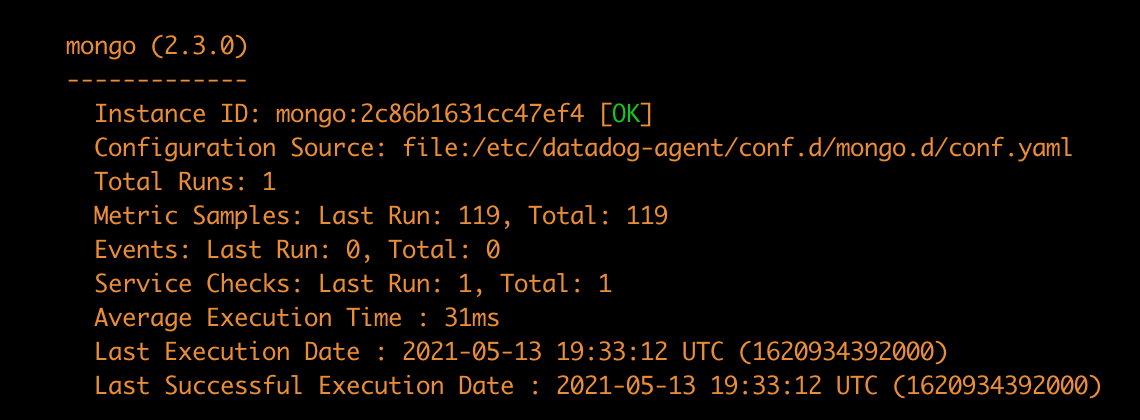 mongo (2.3.0)
-------------
Instance ID: mongo:2c86b1631cc47ef4 [OK]
Configuration Source: file:/etc/datadog-agent/conf.d/mongo.d/conf.yaml
Total Runs: 1
Metric Samples: Last Run: 119, Total: 119
Events: Last Run: 0, Total: 0
Service Checks: Last Run: 1, Total: 1
Average Execution Time : 31ms
Last Execution Date : 2021-05-13 19:33:12 UTC (1620934392000)
Last Successful Execution Date : 2021-05-13 19:33:12 UTC (1620934392000)